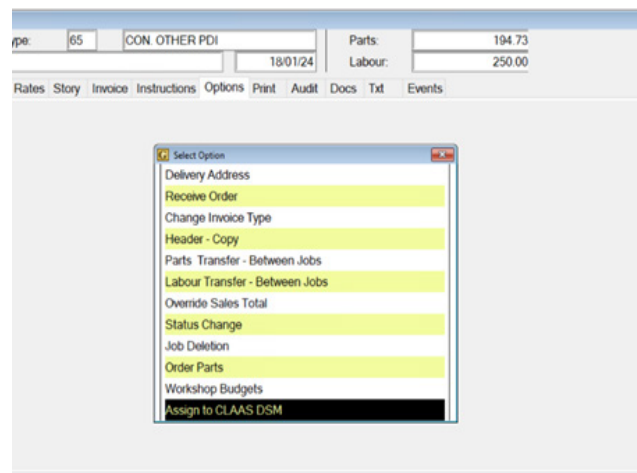 ype: 65 CON. OTHER PDI Parts: 194.73
18/01/24 Labour: 250.00
Rates Story Invoice Instructions Options Print Audit Docs Txt Events
G Select Option
Delivery Address
Receive Order
Change Invoice Type
Header - Copy
Parts Transfer - Between Jobs
Labour Transfer - Between Jobs
Override Sales Total
Status Change
Job Deletion
Order Parts
Workshop Budgets
Assign to CLAAS DSM